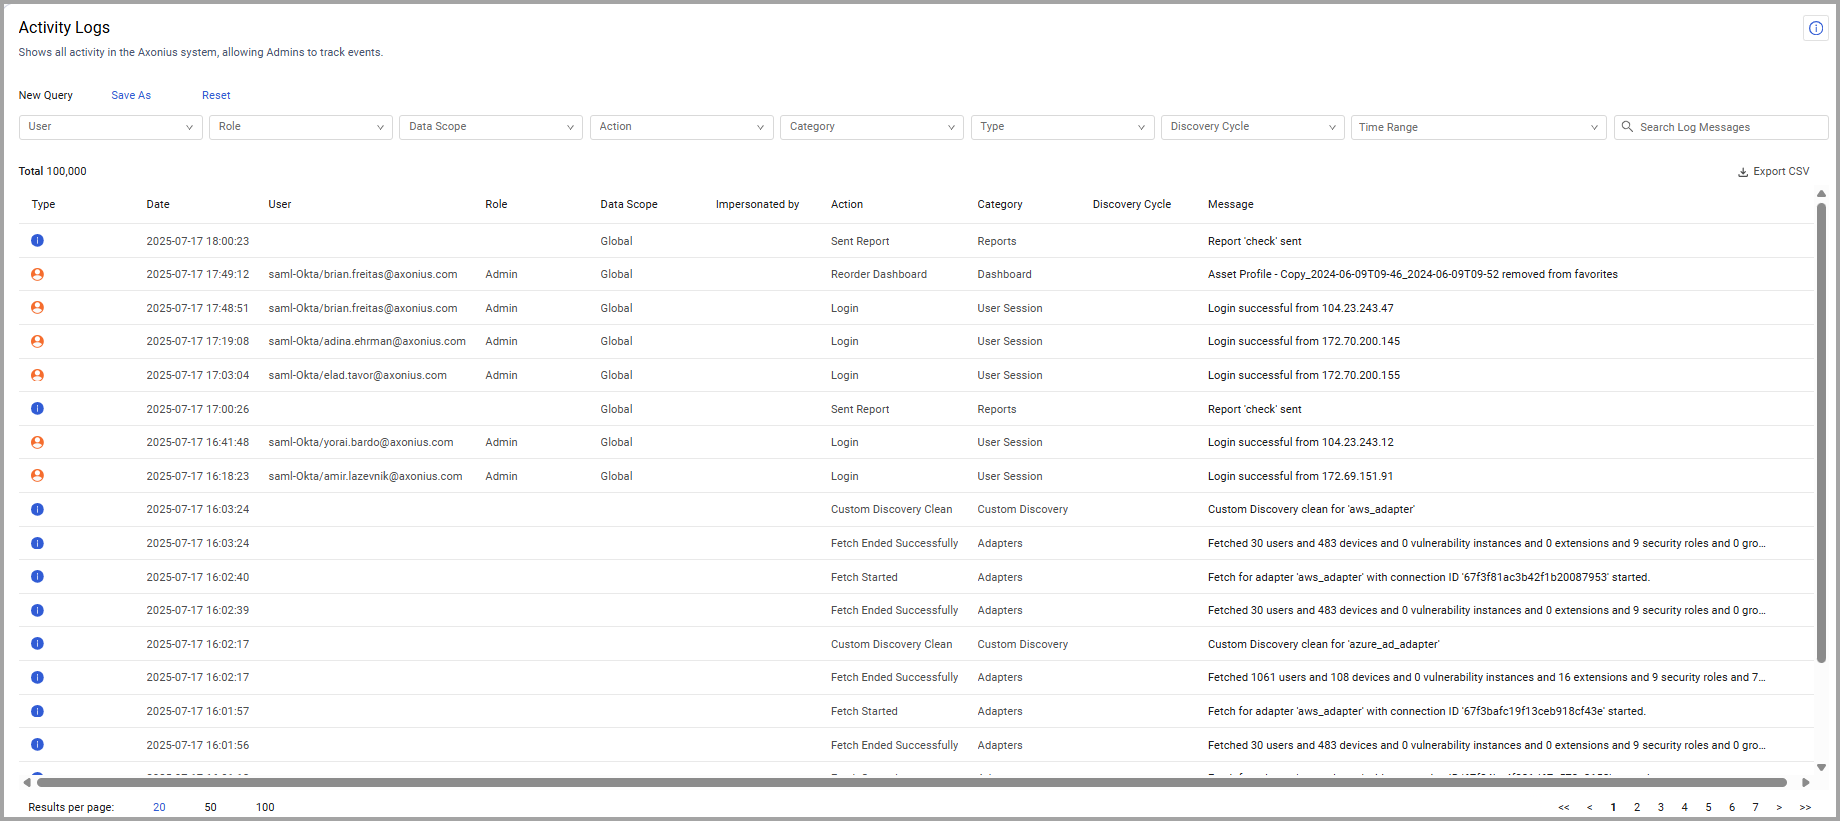 Activity Logs
Shows all activity in the Axonius system, allowing Admins to track events.
New Query Save As Reset
User Role Data Scope Action Category Type Discovery Cycle Time Range Search Log Messages
Total 100,000 Export CSV
Type Date User Role Data Scope Impersonated by Action Category Discovery Cycle Message
2025-07-17 18:00:23 Global Sent Report Reports Report 'check' sent
2025-07-17 17:49:12 saml-Okta/brian.freitas@axonius.com Admin Global Reorder Dashboard Dashboard Asset Profile - Copy_2024-06-09T09-46_2024-06-09T09-52 removed from favorites
2025-07-17 17:48:51 saml-Okta/brian.freitas@axonius.com Admin Global Login User Session Login successful from 104.23.243.47
2025-07-17 17:19:08 saml-Okta/adina.ehrman@axonius.com Admin Global Login User Session Login successful from 172.70.200.145
2025-07-17 17:03:04 saml-Okta/elad.tavor@axonius.com Admin Global Login User Session Login successful from 172.70.200.155
2025-07-17 17:00:26 Global Sent Report Reports Report 'check' sent
2025-07-17 16:41:48 saml-Okta/yorai.bardo@axonius.com Admin Global Login User Session Login successful from 104.23.243.12
2025-07-17 16:18:23 saml-Okta/amir.lazevnik@axonius.com Admin Global Login User Session Login successful from 172.69.151.91
2025-07-17 16:03:24 Custom Discovery Clean Custom Discovery Custom Discovery clean for 'aws_adapter'
2025-07-17 16:03:24 Fetch Ended Successfully Adapters Fetched 30 users and 483 devices and 0 vulnerability instances and 0 extensions and 9 security roles and 0 gro...
2025-07-17 16:02:40 Fetch Started Adapters Fetch for adapter 'aws_adapter' with connection ID '67f3f81ac3b42f1b20087953' started.
2025-07-17 16:02:39 Fetch Ended Successfully Adapters Fetched 30 users and 483 devices and 0 vulnerability instances and 0 extensions and 9 security roles and 0 gro...
2025-07-17 16:02:17 Custom Discovery Clean Custom Discovery Custom Discovery clean for 'azure_ad_adapter'
2025-07-17 16:02:17 Fetch Ended Successfully Adapters Fetched 1061 users and 108 devices and 0 vulnerability instances and 16 extensions and 9 security roles and 7...
2025-07-17 16:01:57 Fetch Started Adapters Fetch for adapter 'aws_adapter' with connection ID '67f3bafc19f13ceb918cf43e' started.
2025-07-17 16:01:56 Fetch Ended Successfully Adapters Fetched 30 users and 483 devices and 0 vulnerability instances and 0 extensions and 9 security roles and 0 gro...
Results per page: 20 50 100 << < 1 2 3 4 5 6 7 > >>